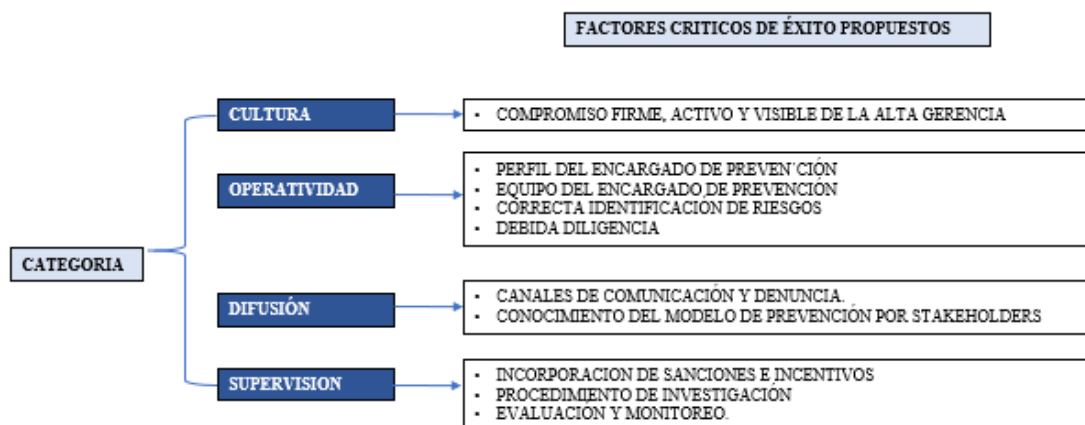 FACTORES CRITICOS DE ÉXITO PROPUESTOS
CULTURA
▪ COMPROMISO FIRME, ACTIVO Y VISIBLE DE LA ALTA GERENCIA
OPERATIVIDAD
▪ PERFIL DEL ENCARGADO DE PREVEN´CIÓN
▪ EQUIPO DEL ENCARGADO DE PREVENCIÓN
▪ CORRECTA IDENTIFICACIÓN DE RIESGOS
▪ DEBIDA DILIGENCIA
CATEGORIA
DIFUSIÓN
▪ CANALES DE COMUNICACIÓN Y DENUNCIA.
▪ CONOCIMIENTO DEL MODELO DE PREVENCIÓN POR STAKEHOLDERS
SUPERVISION
▪ INCORPORACION DE SANCIONES E INCENTIVOS
▪ PROCEDIMIENTO DE INVESTIGACIÓN
▪ EVALUACIÓN Y MONITOREO.